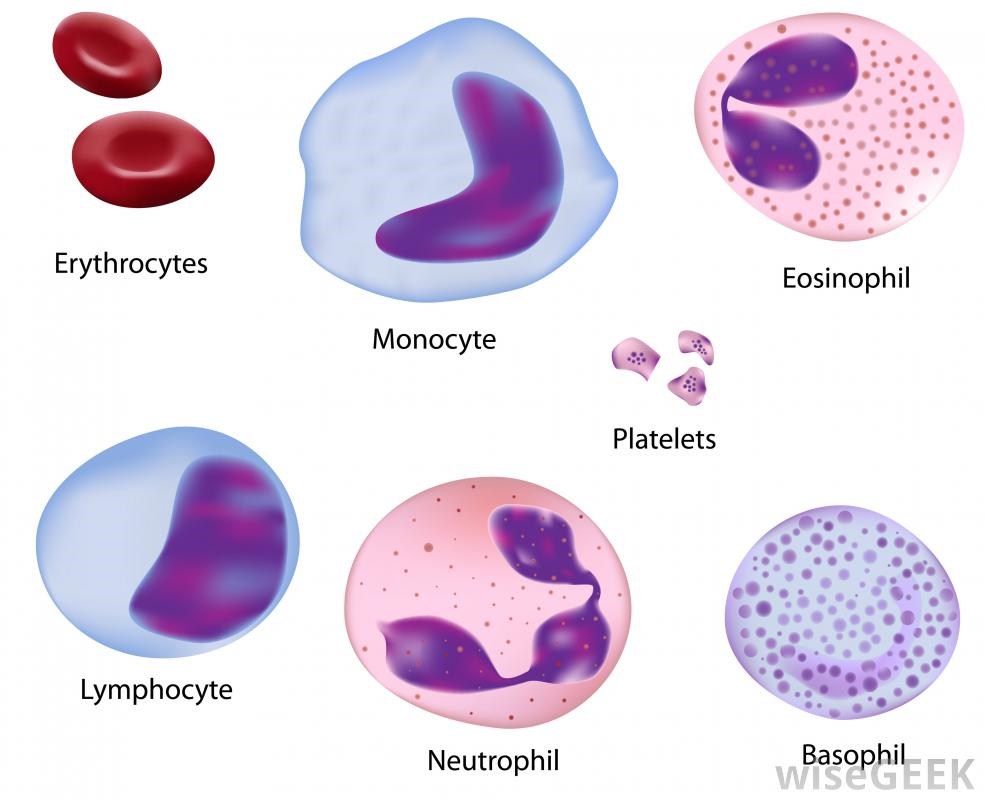 Erythrocytes
Eosinophil
Monocyte
Platelets
Lymphocyte
Neutrophil
Basophil
wiseGEEK